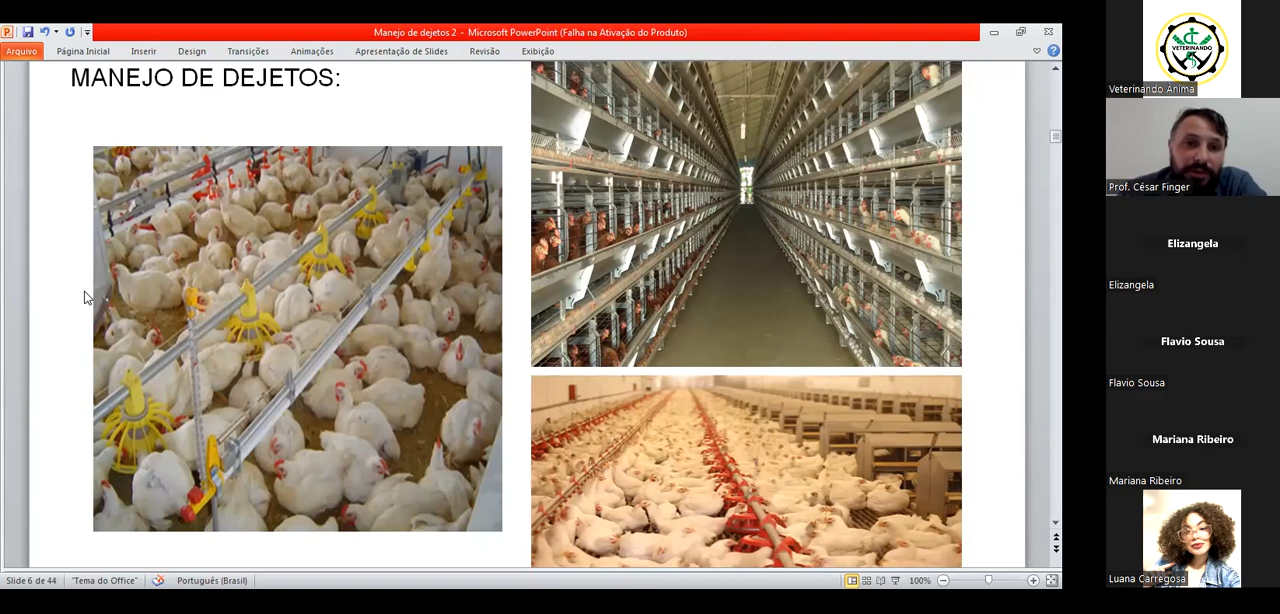 Manejo de dejetos 2 - Microsoft PowerPoint (Falha na Ativação do Produto)
Arquivo Página Inicial Inserir Design Transições Animações Apresentação de Slides Revisão Exibição
MANEJO DE DEJETOS:
Slide 6 de 44 "Tema do Office" Português (Brasil) 100%
VETERINANDO
Veterinando Anima
Prof. César Finger
Elizangela
Elizangela
Flavio Sousa
Flavio Sousa
Mariana Ribeiro
Mariana Ribeiro
Luana Carregosa